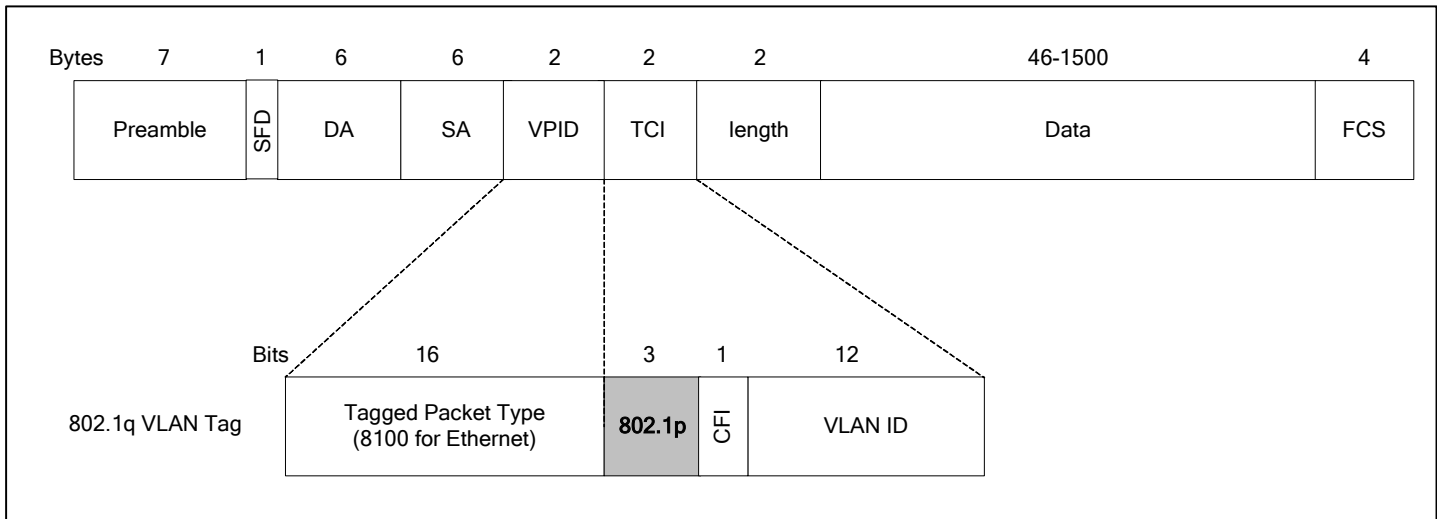 Bytes 7 1 6 6 2 2 2 46-1500 4
Preamble SFD DA SA VPID TCI length Data FCS
Bits 16 3 1 12
802.1q VLAN Tag
Tagged Packet Type
(8100 for Ethernet)
802.1p CFI VLAN ID